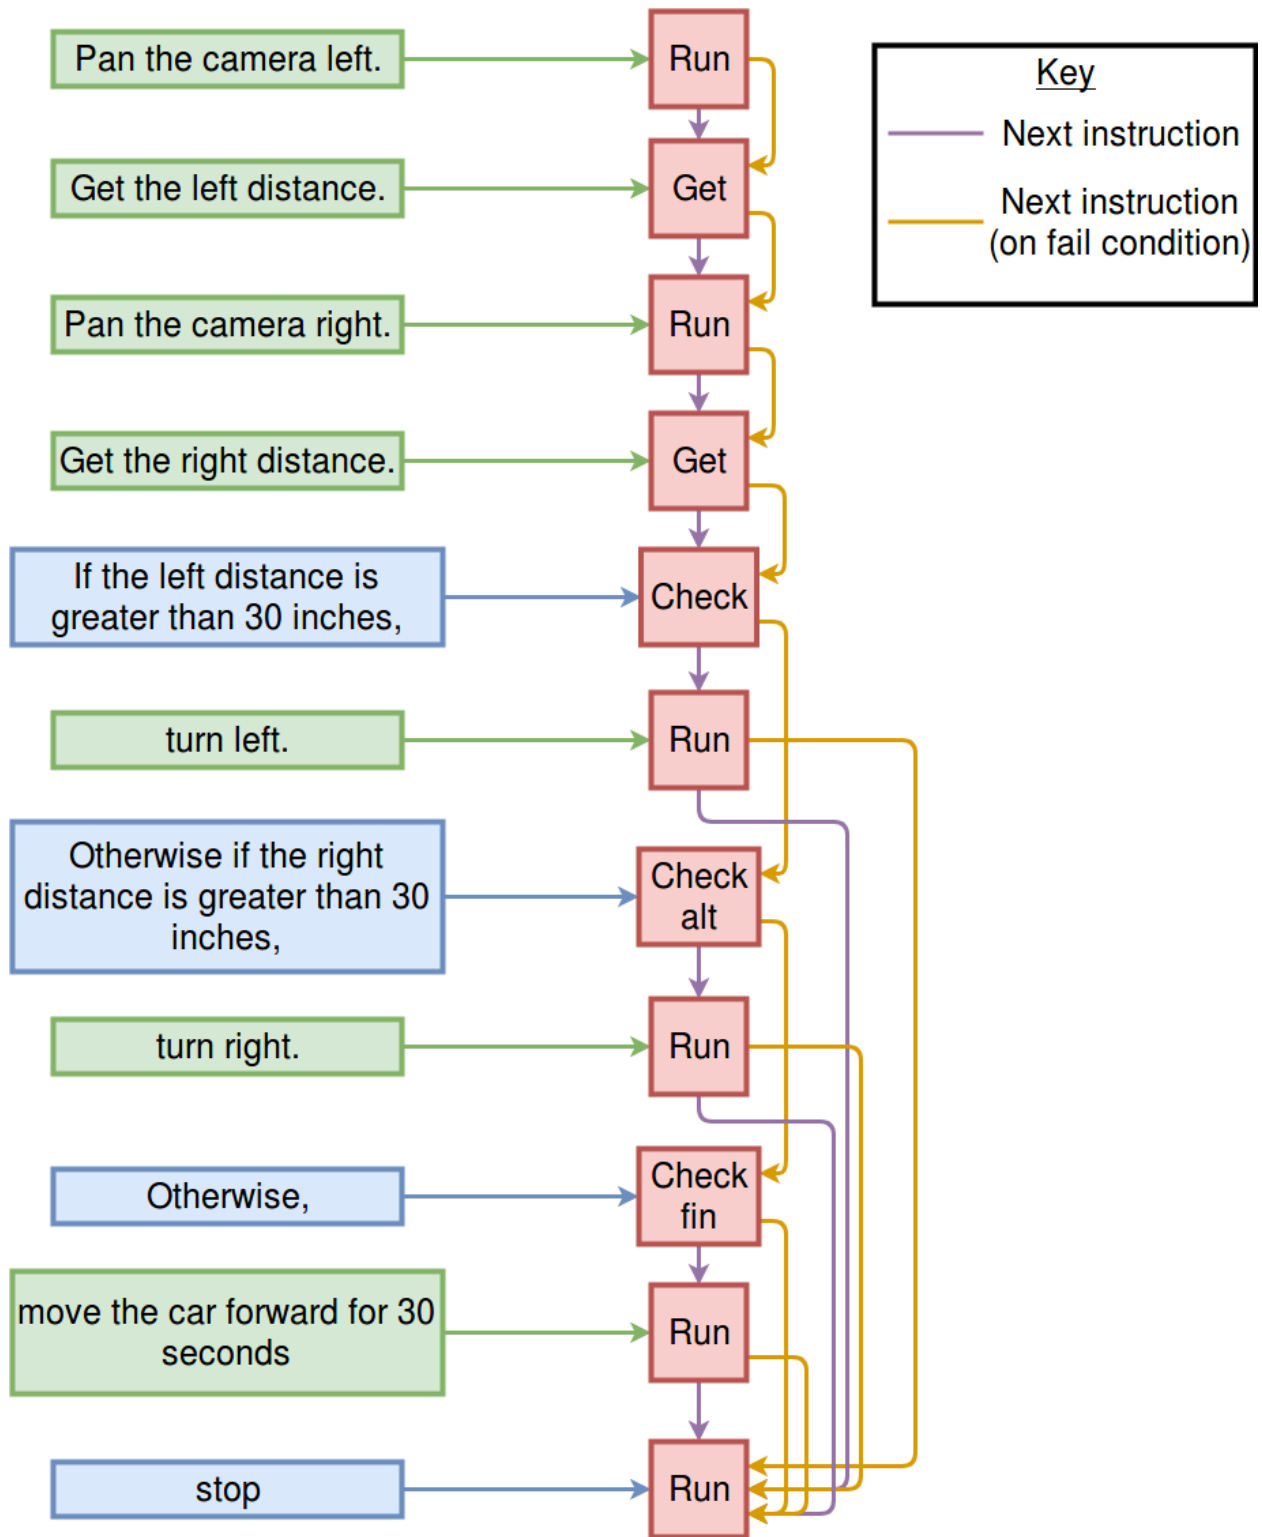 Pan the camera left.
Run
Key
Next instruction
Next instruction
(on fail condition)
Get the left distance.
Get
Pan the camera right.
Run
Get the right distance.
Get
If the left distance is
greater than 30 inches,
Check
turn left.
Run
Otherwise if the right
distance is greater than 30
inches,
Check
alt
turn right.
Run
Otherwise,
Check
fin
move the car forward for 30
seconds
Run
stop
Run